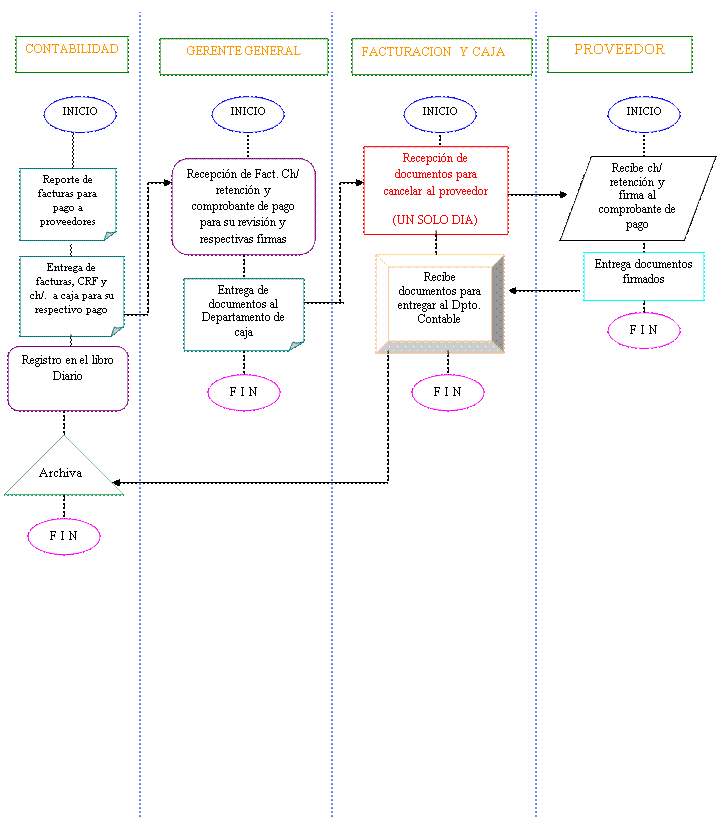 CONTABILIDAD
INICIO
Reporte de
facturas para
pago a
proveedores
Entrega de
facturas, CRF y
ch/. a caja para su
respectivo pago
Registro en el libro
Diario
Archiva
F I N
GERENTE GENERAL
INICIO
Recepción de Fact. Ch/
retención y
comprobante de pago
para su revisión y
respectivas firmas
Entrega de
documentos al
Departamento de
caja
F I N
FACTURACION Y CAJA
INICIO
Recepción de
documentos para
cancelar al proveedor
(UN SOLO DIA)
Recibe
documentos para
entregar al Dpto.
Contable
F I N
PROVEEDOR
INICIO
Recibe ch/
retención y
firma al
comprobante de
pago
Entrega documentos
firmados
F I N